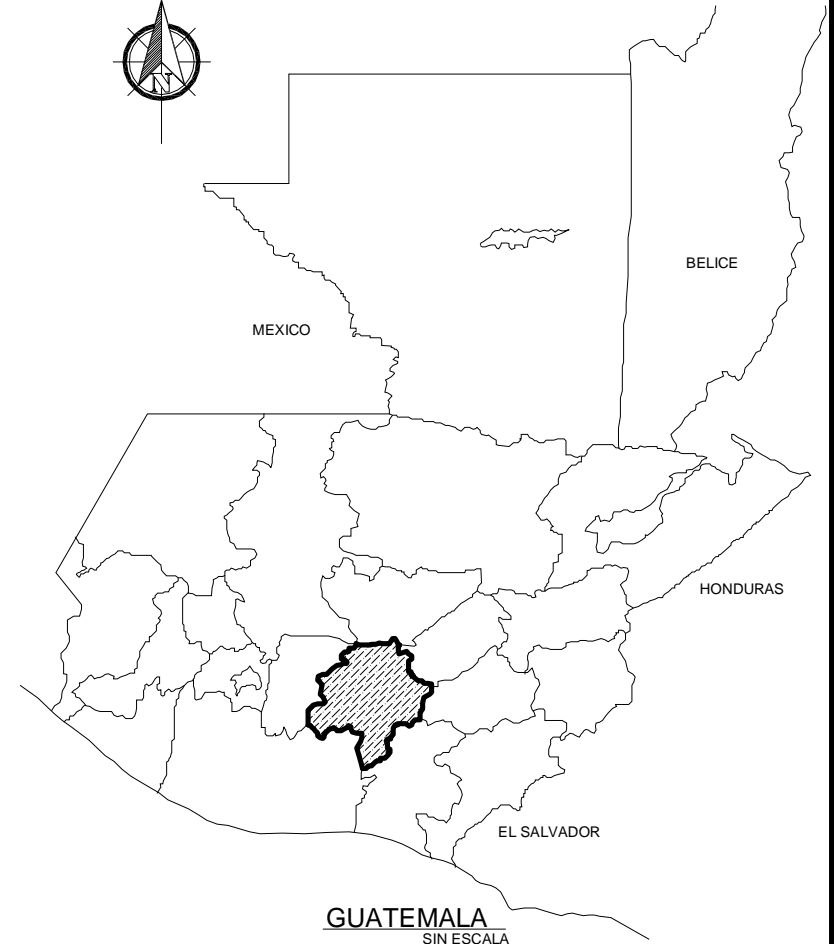 N
BELICE
MEXICO
HONDURAS
EL SALVADOR
GUATEMALA
SIN ESCALA